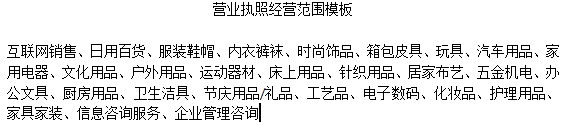 营业执照经营范围模板
互联网销售、日用百货、服装鞋帽、内衣裤袜、时尚饰品、箱包皮具、玩具、汽车用品、家
用电器、文化用品、户外用品、运动器材、床上用品、针织用品、居家布艺、五金机电、办
公文具、厨房用品、卫生洁具、节庆用品/礼品、工艺品、电子数码、化妆品、护理用品、
家具家装、信息咨询服务、企业管理咨询